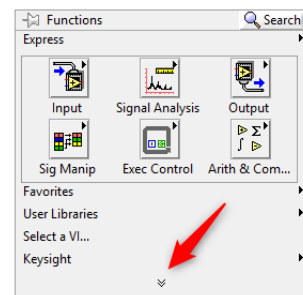 Functions
Search
Express
Input Signal Analysis Output
Sig Manip Exec Control Arith & Com...
Favorites
User Libraries
Select a VI...
Keysight